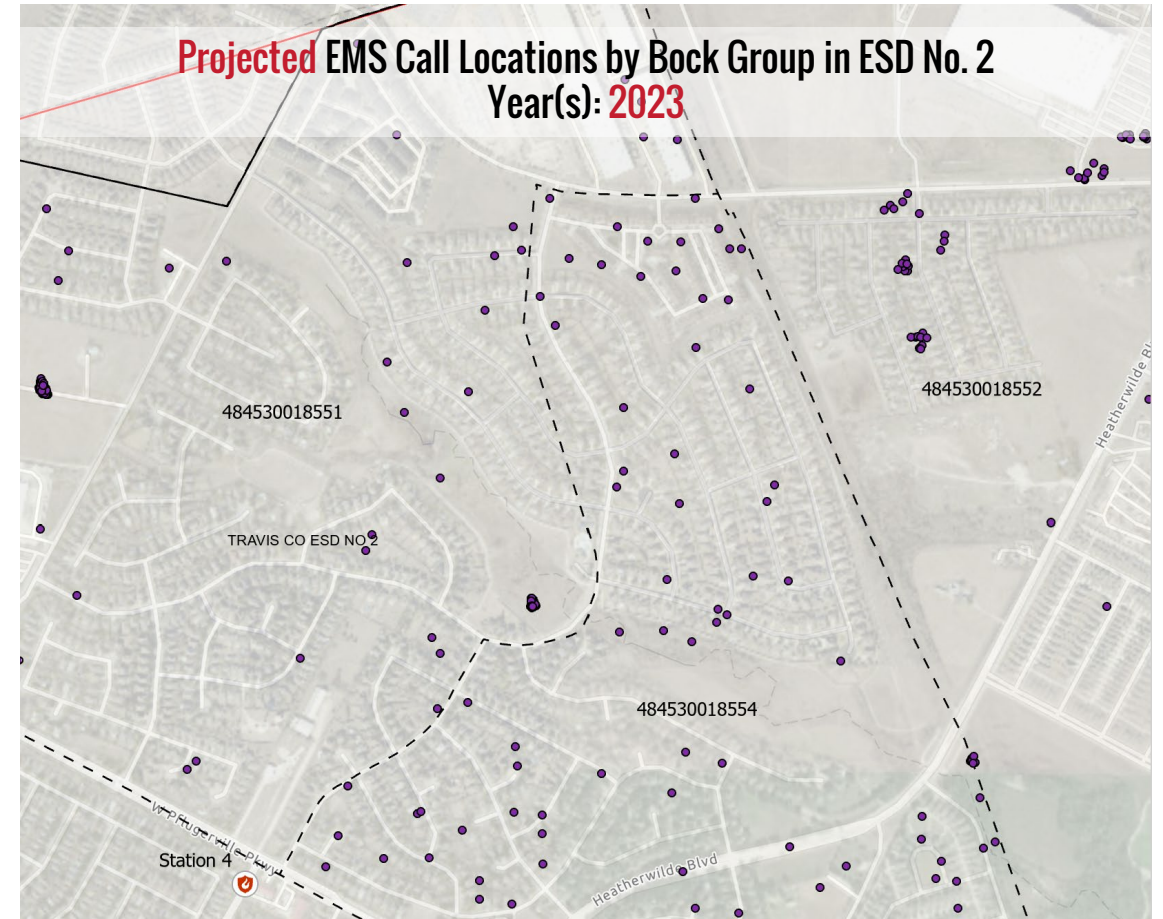 Projected EMS Call Locations by Bock Group in ESD No. 2
Year(s): 2023
484530018552
Heatherwilde Bl
484530018551
TRAVIS CO ESD NO 2
484530018554
W Pflugerville Pkwy
Station 4
Heatherwilde Blvd